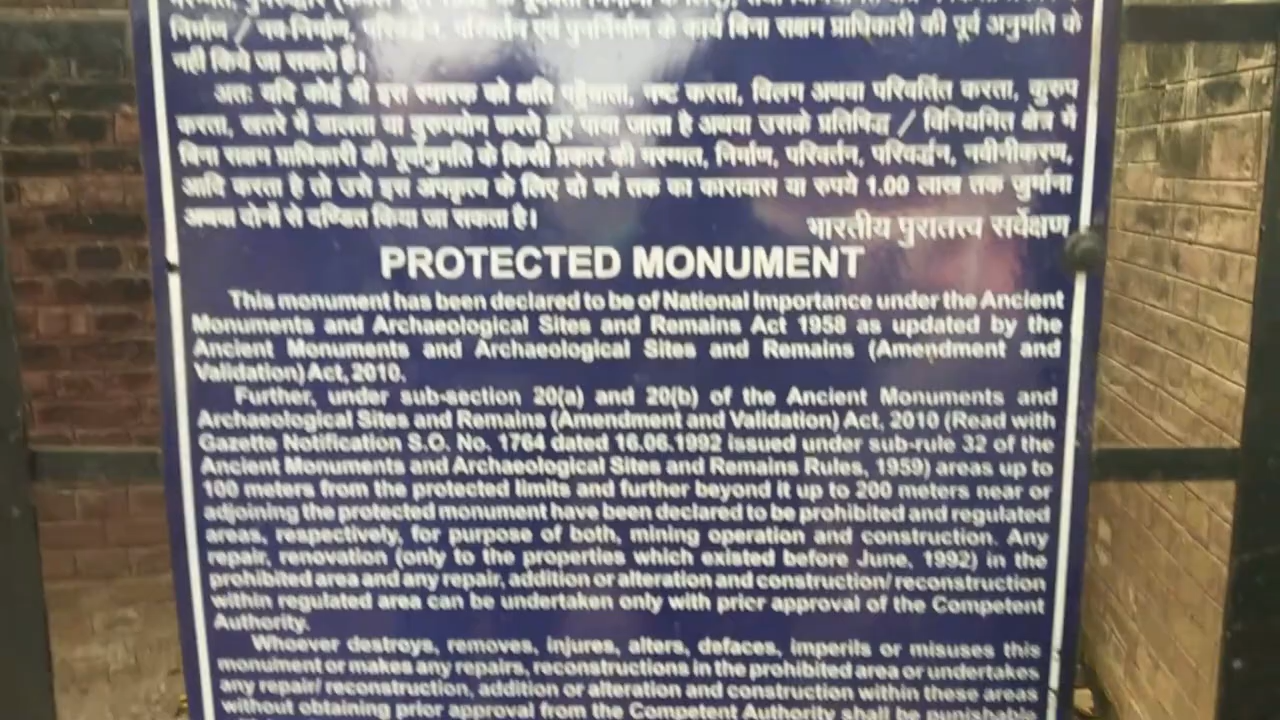 निर्माण / नव-निर्माण, परिवर्द्धन, परिवर्तन एवं पुनर्निर्माण के कार्य बिना सक्षम प्राधिकारी की पूर्व अनुमति के
नहीं किये जा सकते हैं।
अतः यदि कोई भी इस स्मारक को क्षति पहुँचाता, नष्ट करता, विलग अथवा परिवर्तित करता, कुरुप
करता, खतरे में डालता या दुरुपयोग करते हुए पाया जाता है अथवा उसके प्रतिषिद्ध / विनियमित क्षेत्र में
बिना सक्षम प्राधिकारी की पूर्वानुमति के किसी प्रकार की मरम्मत, निर्माण, परिवर्तन, परिवर्द्धन, नवीनीकरण,
आदि करता है तो उसे इस अपकृत्य के लिए दो वर्ष तक का कारावास या रुपये 1.00 लाख तक जुर्माना
अथवा दोनों से दण्डित किया जा सकता है।
भारतीय पुरातत्त्व सर्वेक्षण
PROTECTED MONUMENT
This monument has been declared to be of National Importance under the Ancient
Monuments and Archaeological Sites and Remains Act 1958 as updated by the
Ancient Monuments and Archaeological Sites and Remains (Amendment and
Validation) Act, 2010.
Further, under sub-section 20(a) and 20(b) of the Ancient Monuments and
Archaeological Sites and Remains (Amendment and Validation) Act, 2010 (Read with
Gazette Notification S.O. No. 1764 dated 16.06.1992 issued under sub-rule 32 of the
Ancient Monuments and Archaeological Sites and Remains Rules, 1959) areas up to
100 meters from the protected limits and further beyond it up to 200 meters near or
adjoining the protected monument have been declared to be prohibited and regulated
areas, respectively, for purpose of both, mining operation and construction. Any
repair, renovation (only to the properties which existed before June, 1992) in the
prohibited area and any repair, addition or alteration and construction/ reconstruction
within regulated area can be undertaken only with prior approval of the Competent
Authority.
Whoever destroys, removes, injures, alters, defaces, imperils or misuses this
monument or makes any repairs, reconstructions in the prohibited area or undertakes
any repair/ reconstruction, addition or alteration and construction within these areas
without obtaining prior approval from the Competent Authority shall be punishable